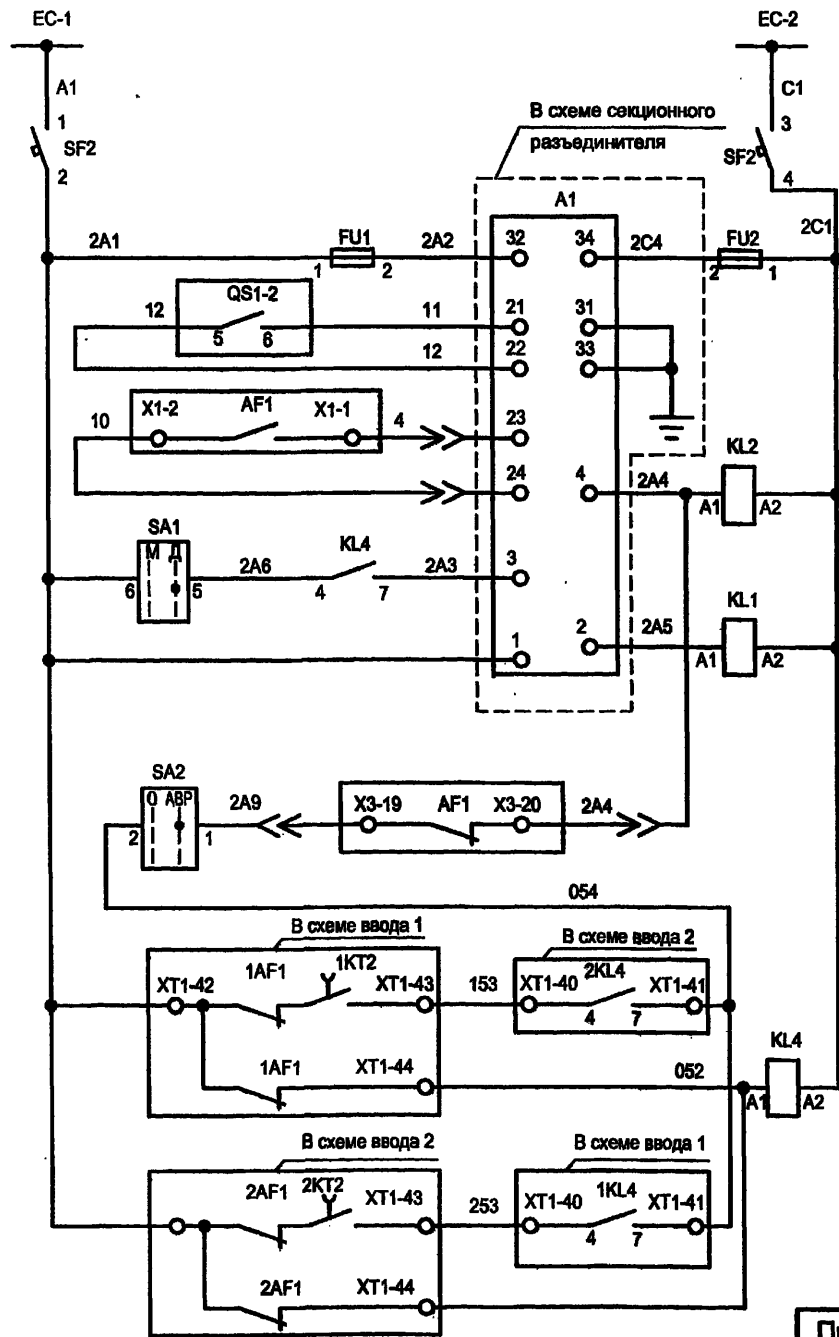 EC-1 EC-2
A1 C1
1 3
SF2 SF2
2 4
В схеме секционного
разъединителя
A1
2A1 FU1 2A2 32 34 2C4 FU2 2C1
1 2 2 1
12 QS1-2 11 21 31
5 6
12 22 33
10 X1-2 AF1 X1-1 4 23
24 4 2A4 KL2
A1 A2
SA1
М Д
6 5 2A6 KL4 2A3 3
4 7
1 2 2A5 KL1
A1 A2
SA2
О АВР
2 1 2A9 X3-19 AF1 X3-20 2A4
054
В схеме ввода 1 В схеме ввода 2
XT1-42 1AF1 1KT2 XT1-43 153 XT1-40 2KL4 XT1-41
4 7
1AF1 XT1-44 052 KL4
A1 A2
В схеме ввода 2 В схеме ввода 1
2AF1 2KT2 XT1-43 253 XT1-40 1KL4 XT1-41
4 7
2AF1 XT1-44